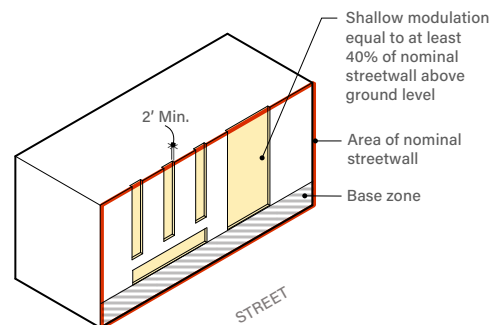 Shallow modulation
equal to at least
40% of nominal
streetwall above
ground level
2’ Min.
Area of nominal
streetwall
Base zone
STREET